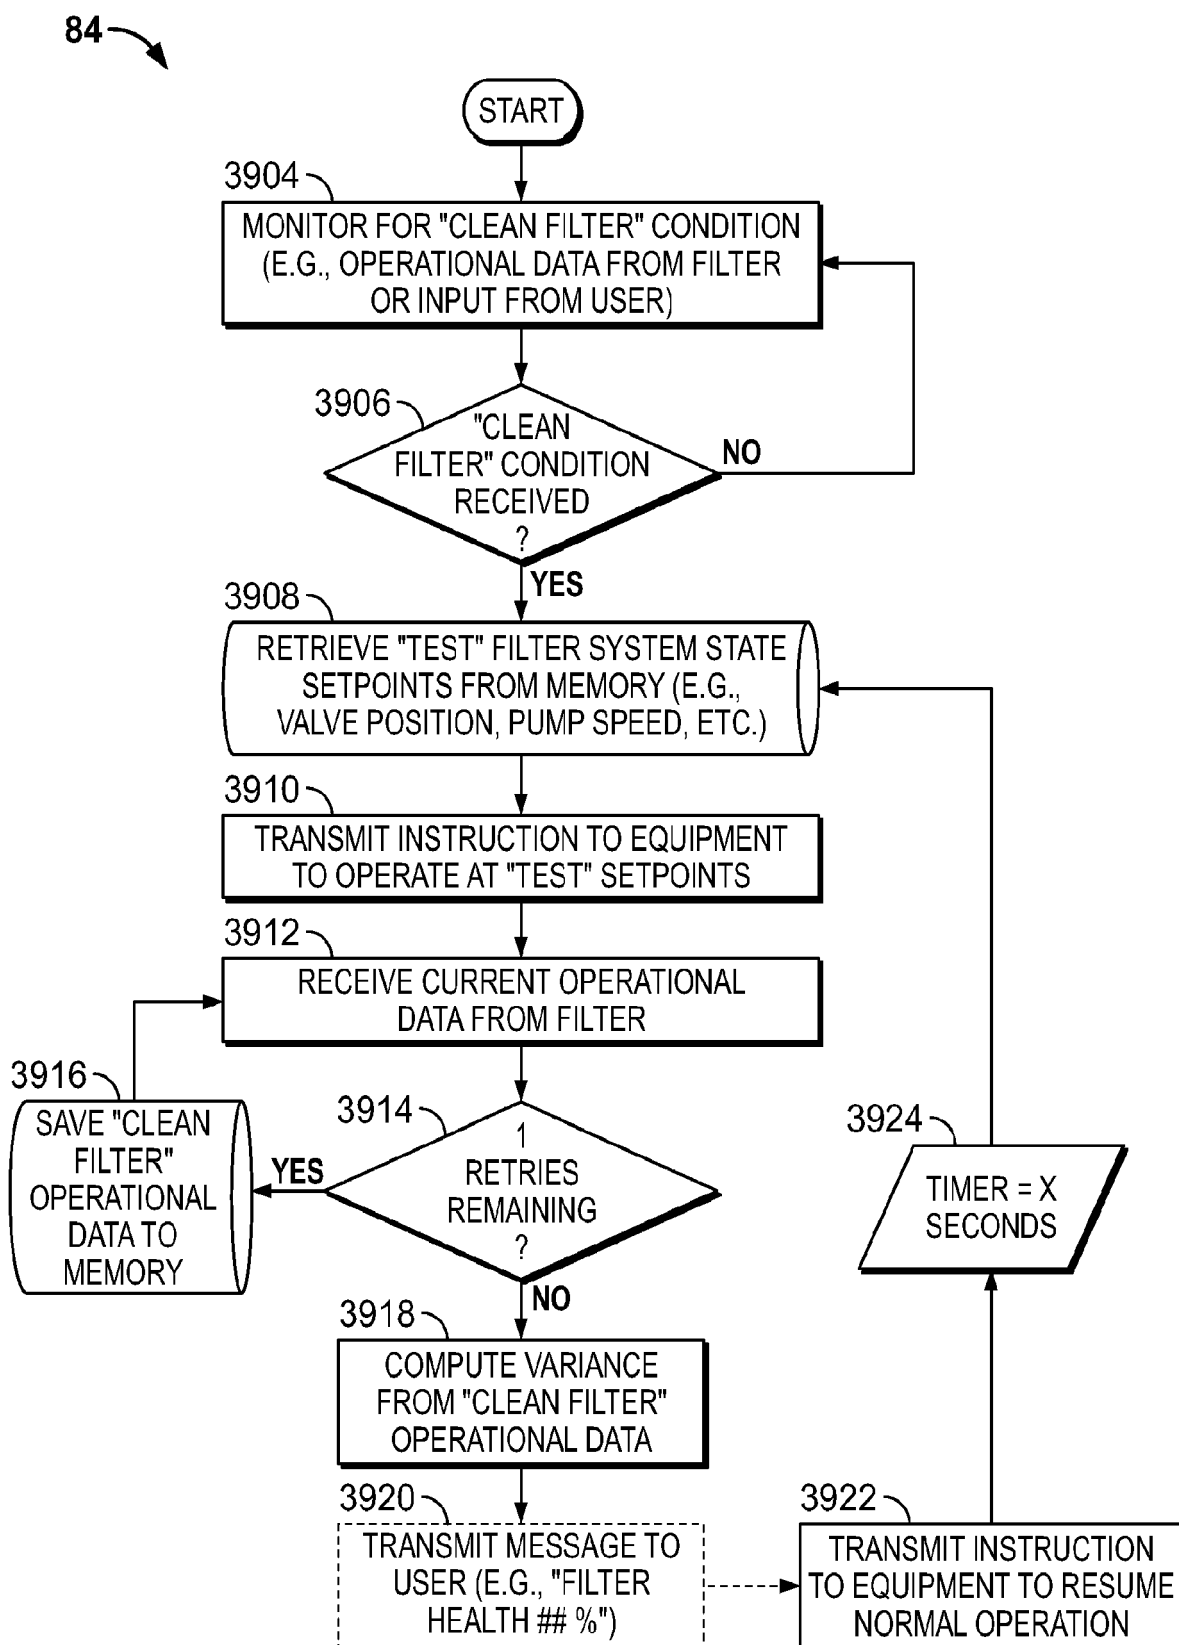 84
START
3904
MONITOR FOR "CLEAN FILTER" CONDITION
(E.G., OPERATIONAL DATA FROM FILTER
OR INPUT FROM USER)
3906
"CLEAN
FILTER" CONDITION
RECEIVED
?
NO
YES
3908
RETRIEVE "TEST" FILTER SYSTEM STATE
SETPOINTS FROM MEMORY (E.G.,
VALVE POSITION, PUMP SPEED, ETC.)
3910
TRANSMIT INSTRUCTION TO EQUIPMENT
TO OPERATE AT "TEST" SETPOINTS
3912
RECEIVE CURRENT OPERATIONAL
DATA FROM FILTER
3916
SAVE "CLEAN
FILTER"
OPERATIONAL
DATA TO
MEMORY
3914
1
RETRIES
REMAINING
?
YES
NO
3924
TIMER = X
SECONDS
3918
COMPUTE VARIANCE
FROM "CLEAN FILTER"
OPERATIONAL DATA
3920
TRANSMIT MESSAGE TO
USER (E.G., "FILTER
HEALTH ## %")
3922
TRANSMIT INSTRUCTION
TO EQUIPMENT TO RESUME
NORMAL OPERATION